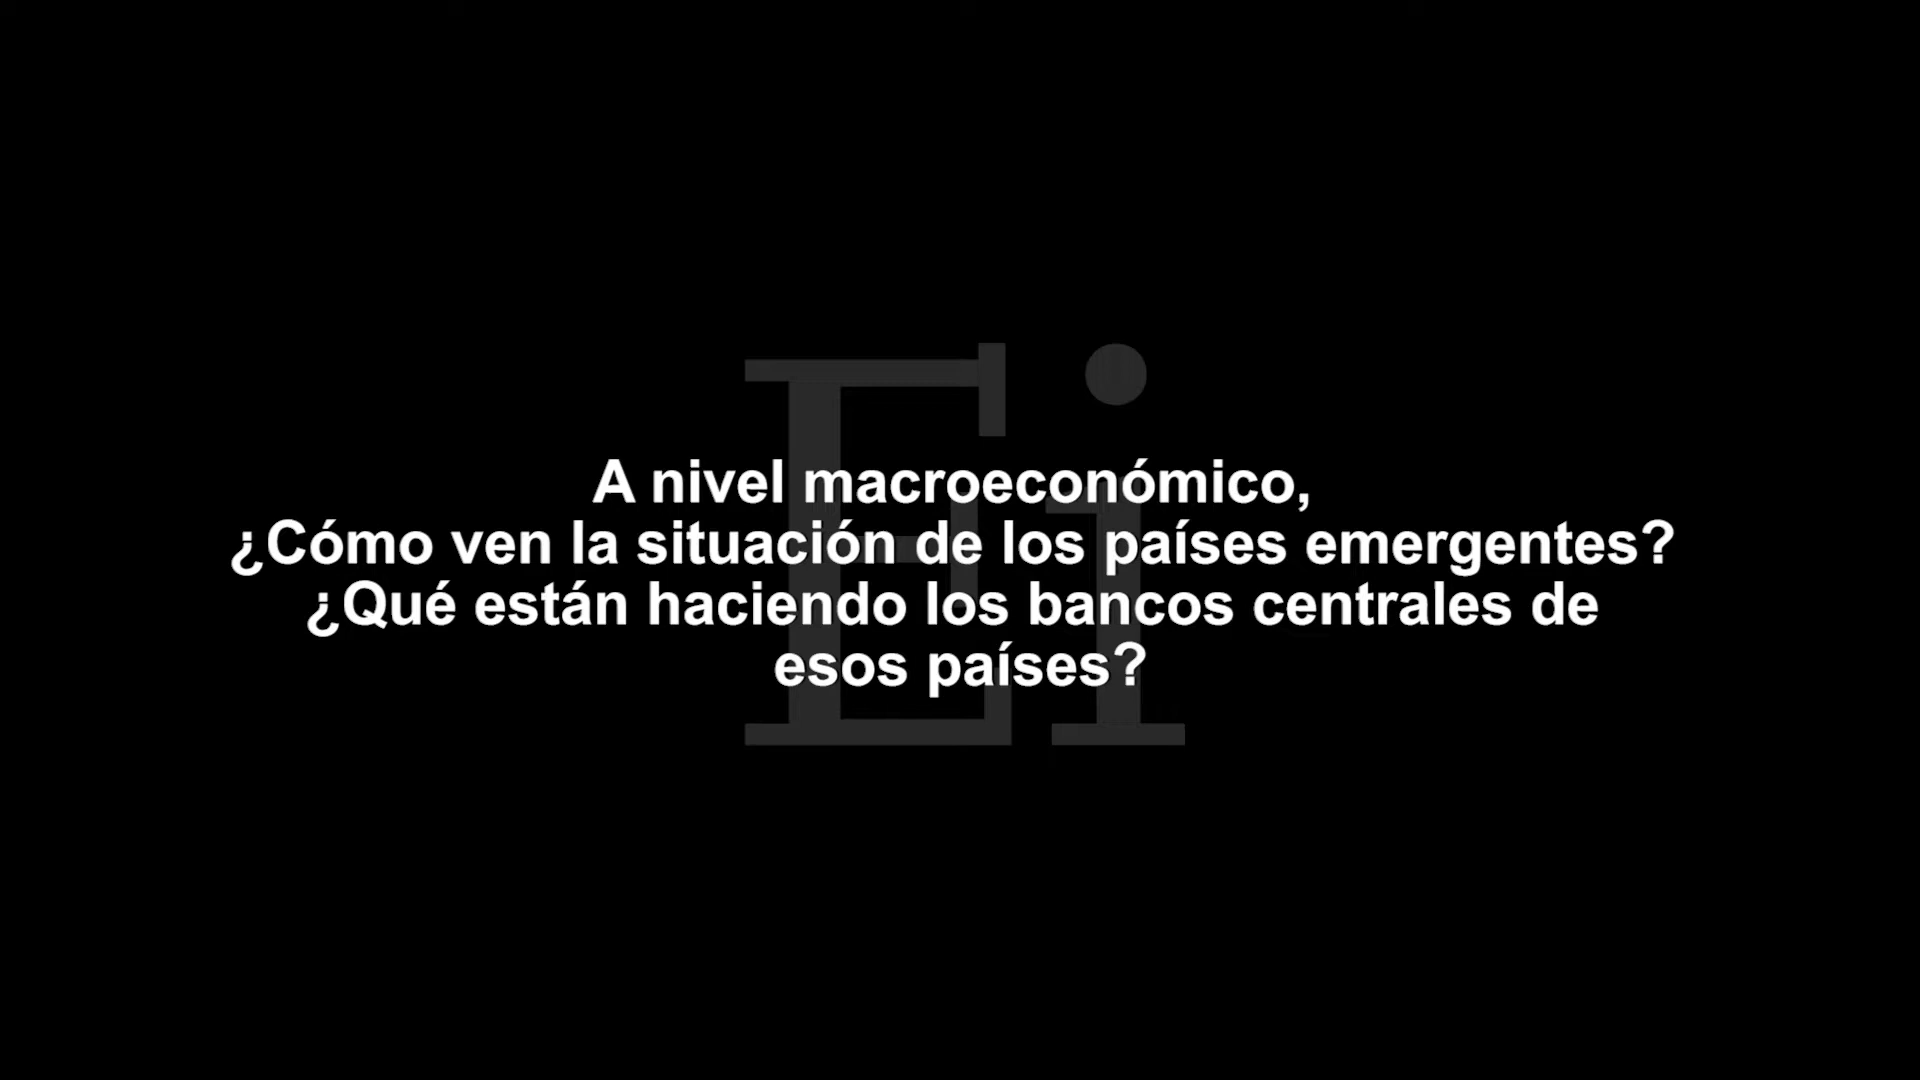 A nivel macroeconómico,
¿Cómo ven la situación de los países emergentes?
¿Qué están haciendo los bancos centrales de
esos países?
Ei